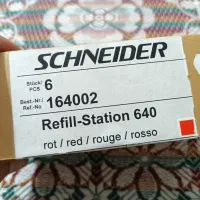 SCHNEIDER
Stück/
PCS 6
Best.-Nr./
Ref.-No 164002
Refill-Station 640
rot / red / rouge / rosso